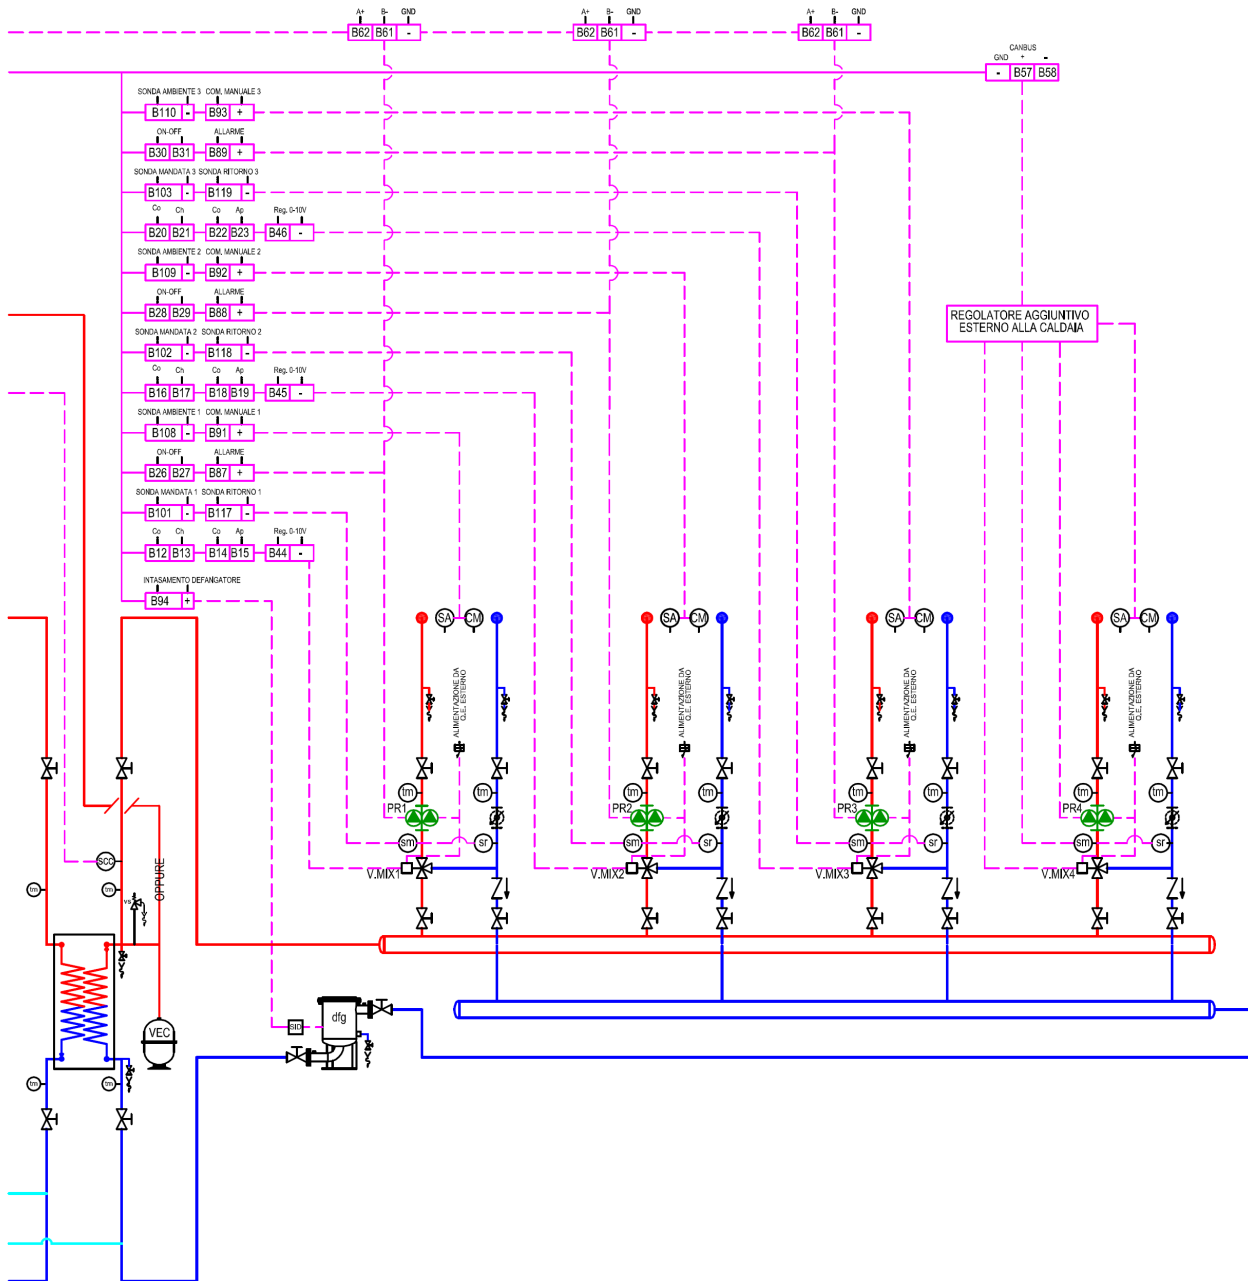 A+ B- GND
B62 B61 -
A+ B- GND
B62 B61 -
A+ B- GND
B62 B61 -
CANBUS
GND + -
- B57 B58
SONDA AMBIENTE 3 COM. MANUALE 3
B110 - B93 +
ON-OFF ALLARME
B30 B31 B89 +
SONDA MANDATA 3 SONDA RITORNO 3
B103 - B119 -
Co Ch Co Ap Reg. 0-10V
B20 B21 B22 B23 B46 -
SONDA AMBIENTE 2 COM. MANUALE 2
B109 - B92 +
ON-OFF ALLARME
B28 B29 B88 +
SONDA MANDATA 2 SONDA RITORNO 2
B102 - B118 -
Co Ch Co Ap Reg. 0-10V
B16 B17 B18 B19 B45 -
SONDA AMBIENTE 1 COM. MANUALE 1
B108 - B91 +
ON-OFF ALLARME
B26 B27 B87 +
SONDA MANDATA 1 SONDA RITORNO 1
B101 - B117 -
Co Ch Co Ap Reg. 0-10V
B12 B13 B14 B15 B44 -
INTASAMENTO DEFANGATORE
B94 +
REGOLATORE AGGIUNTIVO
ESTERNO ALLA CALDAIA
SA CM
SA CM
SA CM
SA CM
ALIMENTAZIONE DA
Q.E. ESTERNO
ALIMENTAZIONE DA
Q.E. ESTERNO
ALIMENTAZIONE DA
Q.E. ESTERNO
ALIMENTAZIONE DA
Q.E. ESTERNO
tm tm
tm tm
tm tm
tm tm
PR1
PR2
PR3
PR4
sm sr
sm sr
sm sr
sm sr
V.MIX1
V.MIX2
V.MIX3
V.MIX4
scc
OPPURE
tm tm
vs
VEC
tm tm
SID
dfg